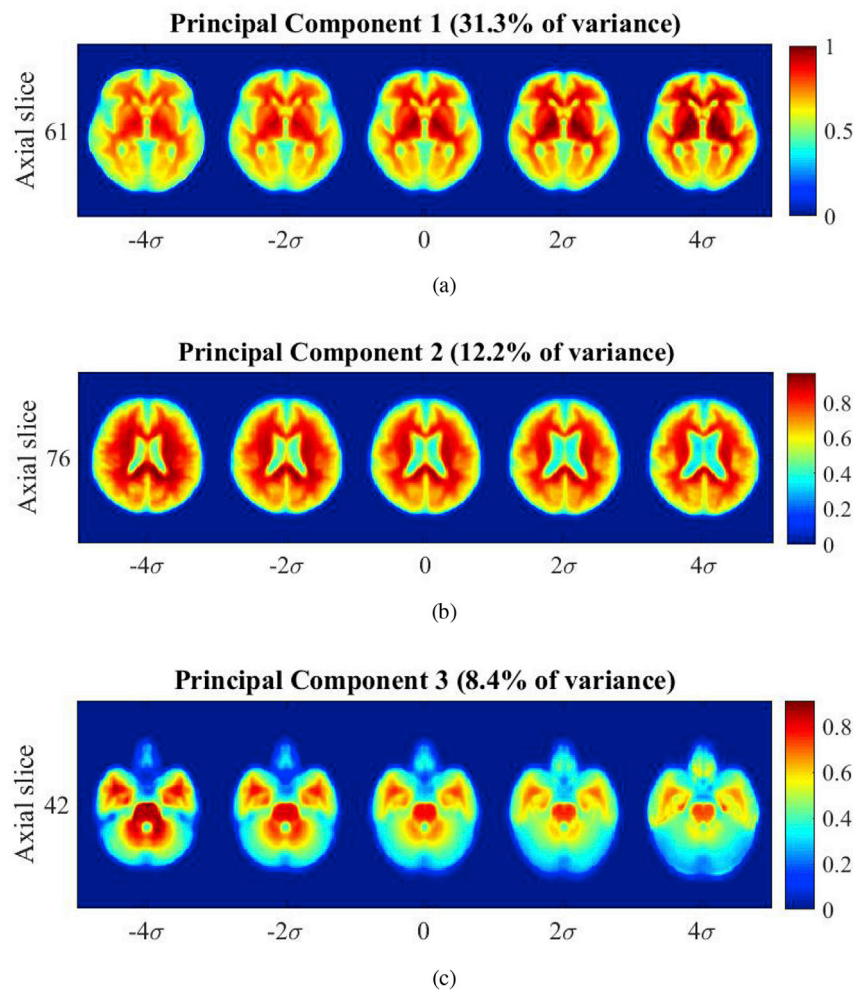 Principal Component 1 (31.3% of variance)
Axial slice
61
1
0.5
0
-4σ -2σ 0 2σ 4σ
(a)
Principal Component 2 (12.2% of variance)
Axial slice
76
0.8
0.6
0.4
0.2
0
-4σ -2σ 0 2σ 4σ
(b)
Principal Component 3 (8.4% of variance)
Axial slice
42
0.8
0.6
0.4
0.2
0
-4σ -2σ 0 2σ 4σ
(c)